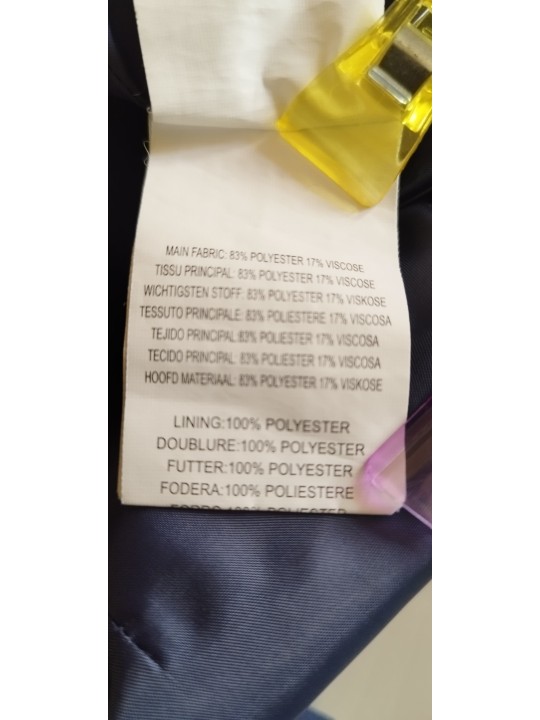 MAIN FABRIC: 83% POLYESTER 17% VISCOSE
TISSU PRINCIPAL: 83% POLYESTER 17% VISCOSE
WICHTIGSTEN STOFF: 83% POLYESTER 17% VISKOSE
TESSUTO PRINCIPALE: 83% POLIESTERE 17% VISCOSA
TEJIDO PRINCIPAL:83% POLIESTER 17% VISCOSA
TECIDO PRINCIPAL: 83% POLIESTER 17% VISCOSA
HOOFD MATERIAAL: 83% POLYESTER 17% VISKOSE
LINING:100% POLYESTER
DOUBLURE:100% POLYESTER
FUTTER:100% POLYESTER
FODERA:100% POLIESTERE